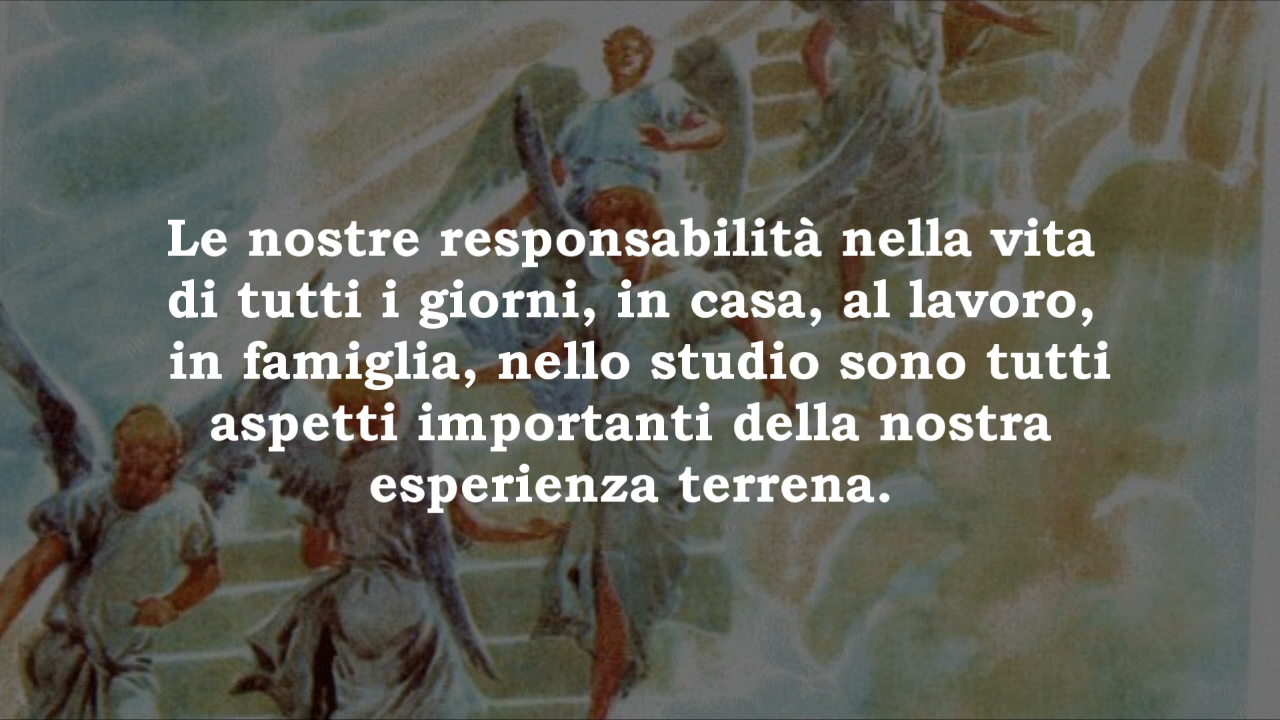 Le nostre responsabilità nella vita
di tutti i giorni, in casa, al lavoro,
in famiglia, nello studio sono tutti
aspetti importanti della nostra
esperienza terrena.